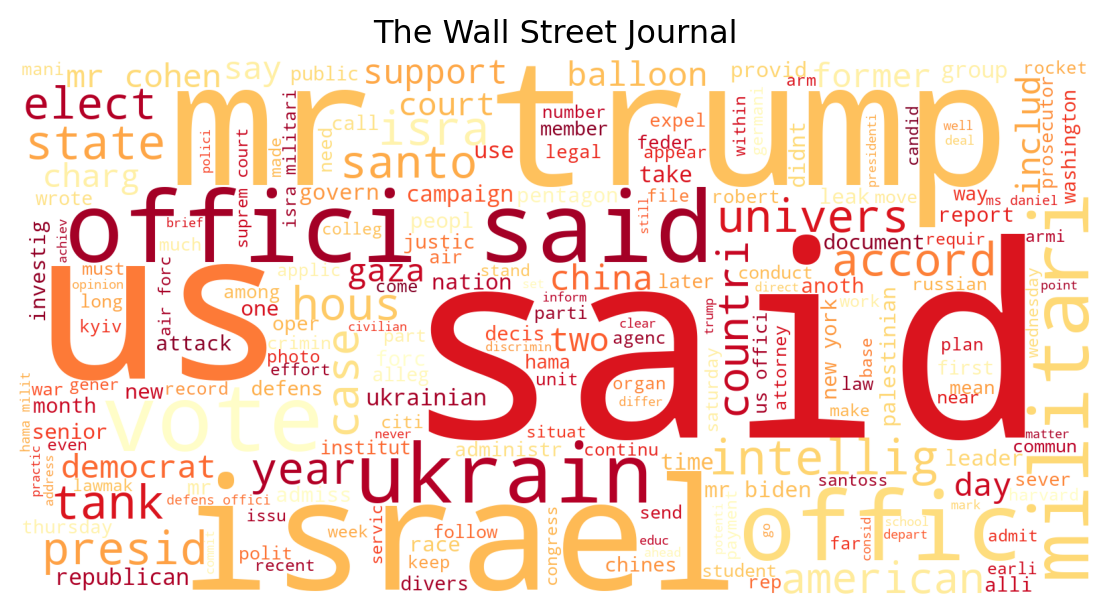 The Wall Street Journal
mani
mr cohen
say
public
support
balloon
provid
former
group
rocket
elect
mr trump
court
number
arm
well
deal
state
call
isra
member
expel
within
germani
presidenti
candid
includ
prosecutor
washington
polici
suprem court
made
isra militari
need
santo
use
legal
feder
appear
didnt
charg
take
wrote
govern
campaign
pentagon
file
robert
leak
move
way
ms daniel
offici said
brief
colleg
peopl
justic
air
still
univers
report
document
requir
armi
investig
achiev
much
must
opinion
long
kyiv
us
among
applic
gaza
come
nation
stand
set
china
later
conduct
direct
anoth
accord
russian
wednesday
point
air forc
one
hous
oper
inform
parti
trump
countri
work
militari
attack
crimin
civilian
part
decis
discrimin
two
clear
agenc
said
us offici
attorney
new york
base
palestinian
plan
first
photo
effort
case
forc
alleg
hama
unit
organ
differ
saturday
law
make
mean
near
war
gener
new
record
defens
ukrainian
month
vote
citi
never
situat
senior
even
institut
administr
continu
matter
commun
hama milit
practic
address
democrat
lawmak
mr
year
ukrain
time
intellig
leader
sever
tank
defens offici
admiss
mr biden
santoss
day
harvard
thursday
issu
israel
week
servic
follow
congress
send
educ
ahead
potenti
payment
offic
go
consid
school
depart
mark
admit
presid
commit
polit
recent
race
keep
chines
student
far
earli
republican
divers
rep
american
alli